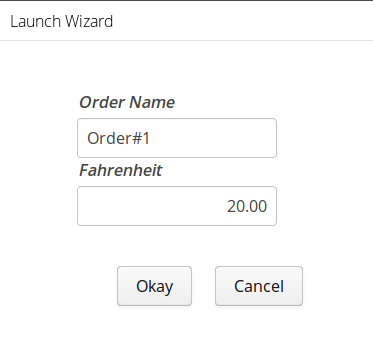 Launch Wizard
Order Name
Order#1
Fahrenheit
20.00
Okay Cancel